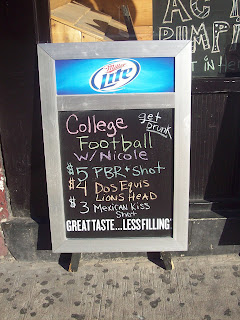 Miller
Lite
College
get
Drunk
Football
w/ Nicole
$5 PBR + Shot
$4 Dos Equis
Lions Head
$3 Mexican Kiss
Shot
GREAT TASTE...LESS FILLING